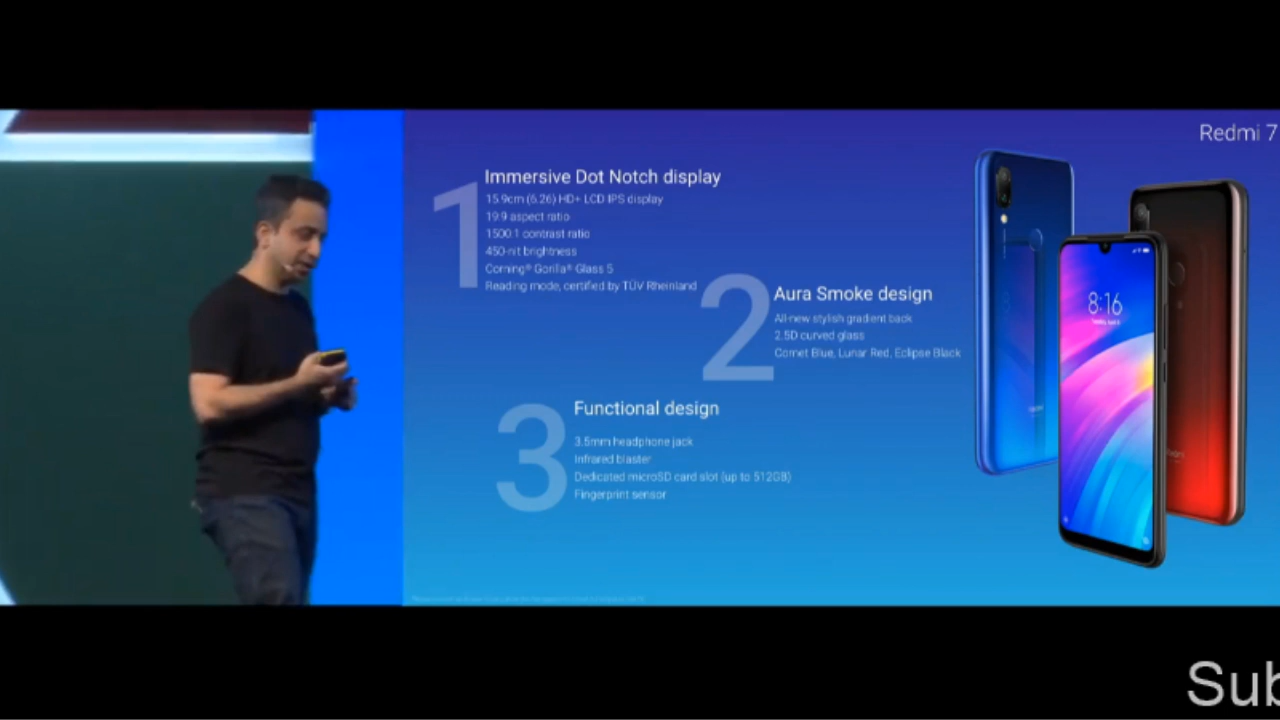 Redmi 7
1
Immersive Dot Notch display
15.9cm (6.26) HD+ LCD IPS display
19:9 aspect ratio
1500:1 contrast ratio
450-nit brightness
Corning® Gorilla® Glass 5
Reading mode, certified by TÜV Rheinland
2
Aura Smoke design
All-new stylish gradient back
2.5D curved glass
Comet Blue, Lunar Red, Eclipse Black
3
Functional design
3.5mm headphone jack
Infrared blaster
Dedicated microSD card slot (up to 512GB)
Fingerprint sensor
8:16
Sub